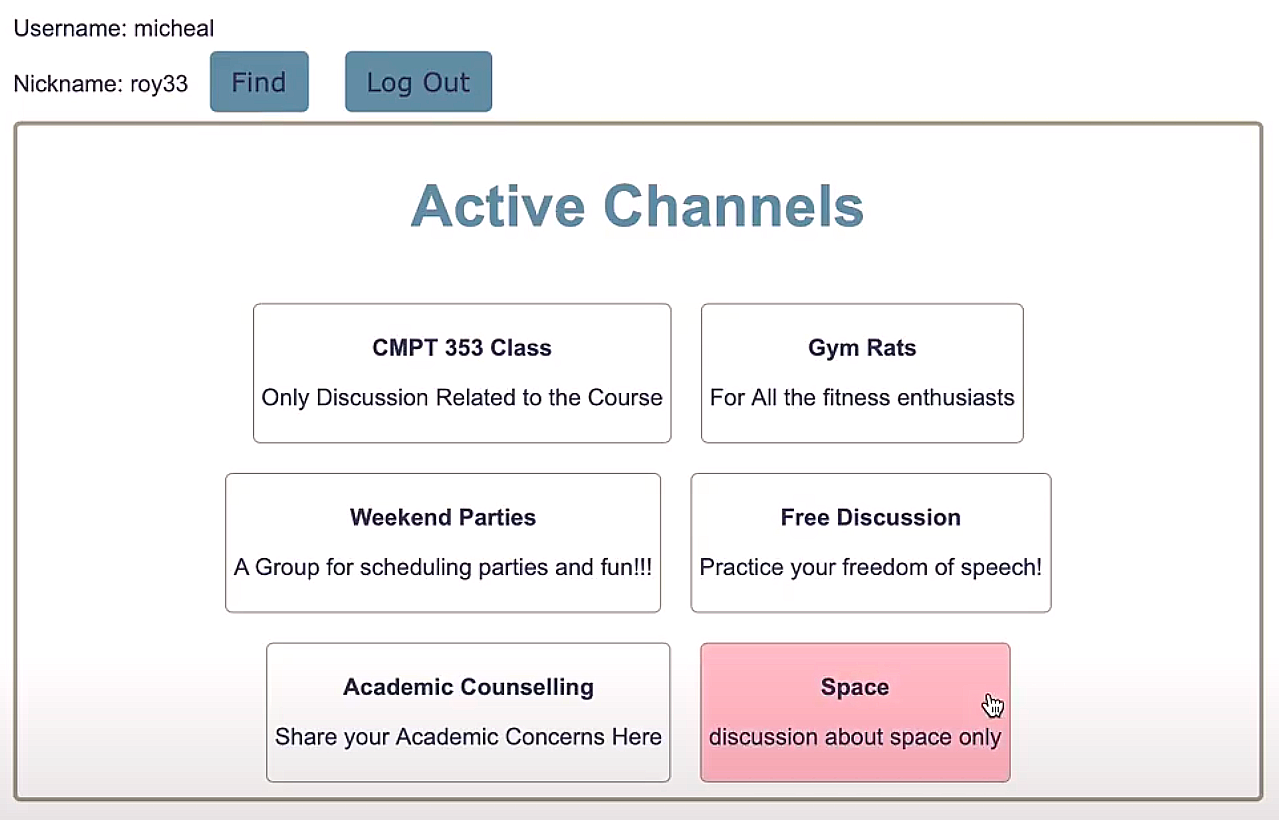 Username: micheal
Nickname: roy33 Find Log Out
Active Channels
CMPT 353 Class
Only Discussion Related to the Course
Gym Rats
For All the fitness enthusiasts
Weekend Parties
A Group for scheduling parties and fun!!!
Free Discussion
Practice your freedom of speech!
Academic Counselling
Share your Academic Concerns Here
Space
discussion about space only